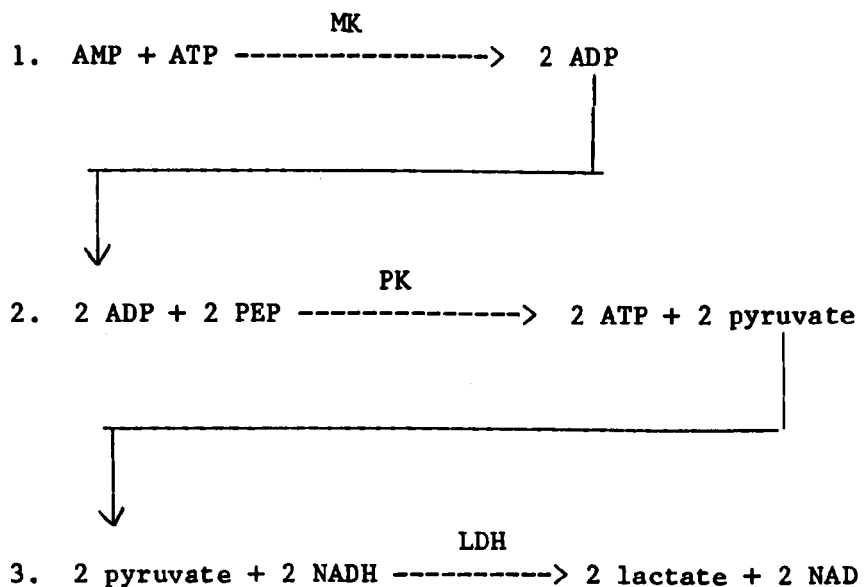 MK
1. AMP + ATP ----------------> 2 ADP
PK
2. 2 ADP + 2 PEP --------------> 2 ATP + 2 pyruvate
LDH
3. 2 pyruvate + 2 NADH ----------> 2 lactate + 2 NAD